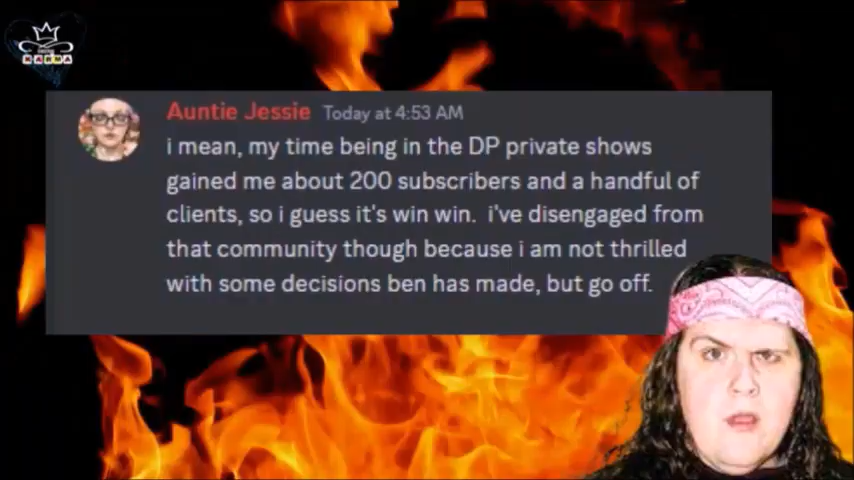 KARMA
Auntie Jessie Today at 4:53 AM
i mean, my time being in the DP private shows
gained me about 200 subscribers and a handful of
clients, so i guess it's win win. i've disengaged from
that community though because i am not thrilled
with some decisions ben has made, but go off.